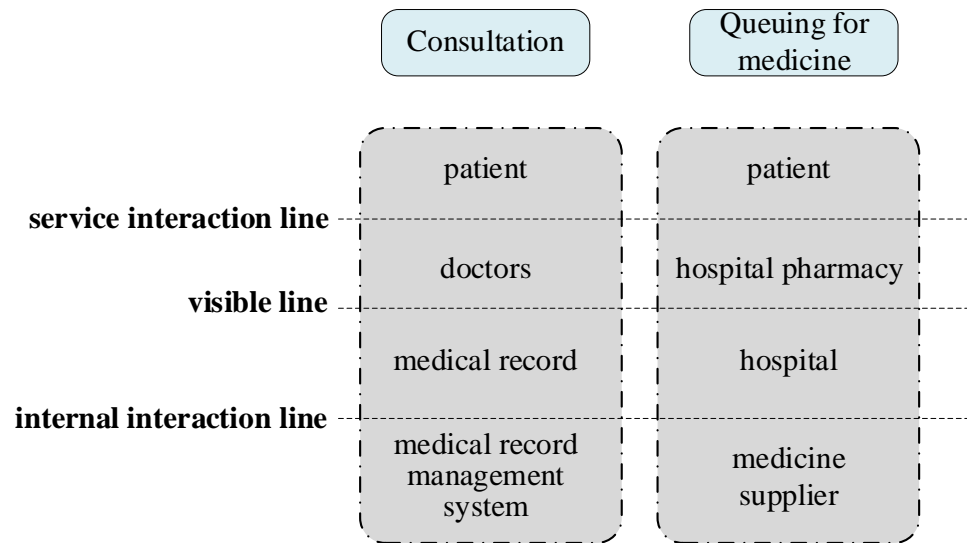 Consultation
Queuing for
medicine
patient
patient
service interaction line
doctors
hospital pharmacy
visible line
medical record
hospital
internal interaction line
medical record
management
system
medicine
supplier